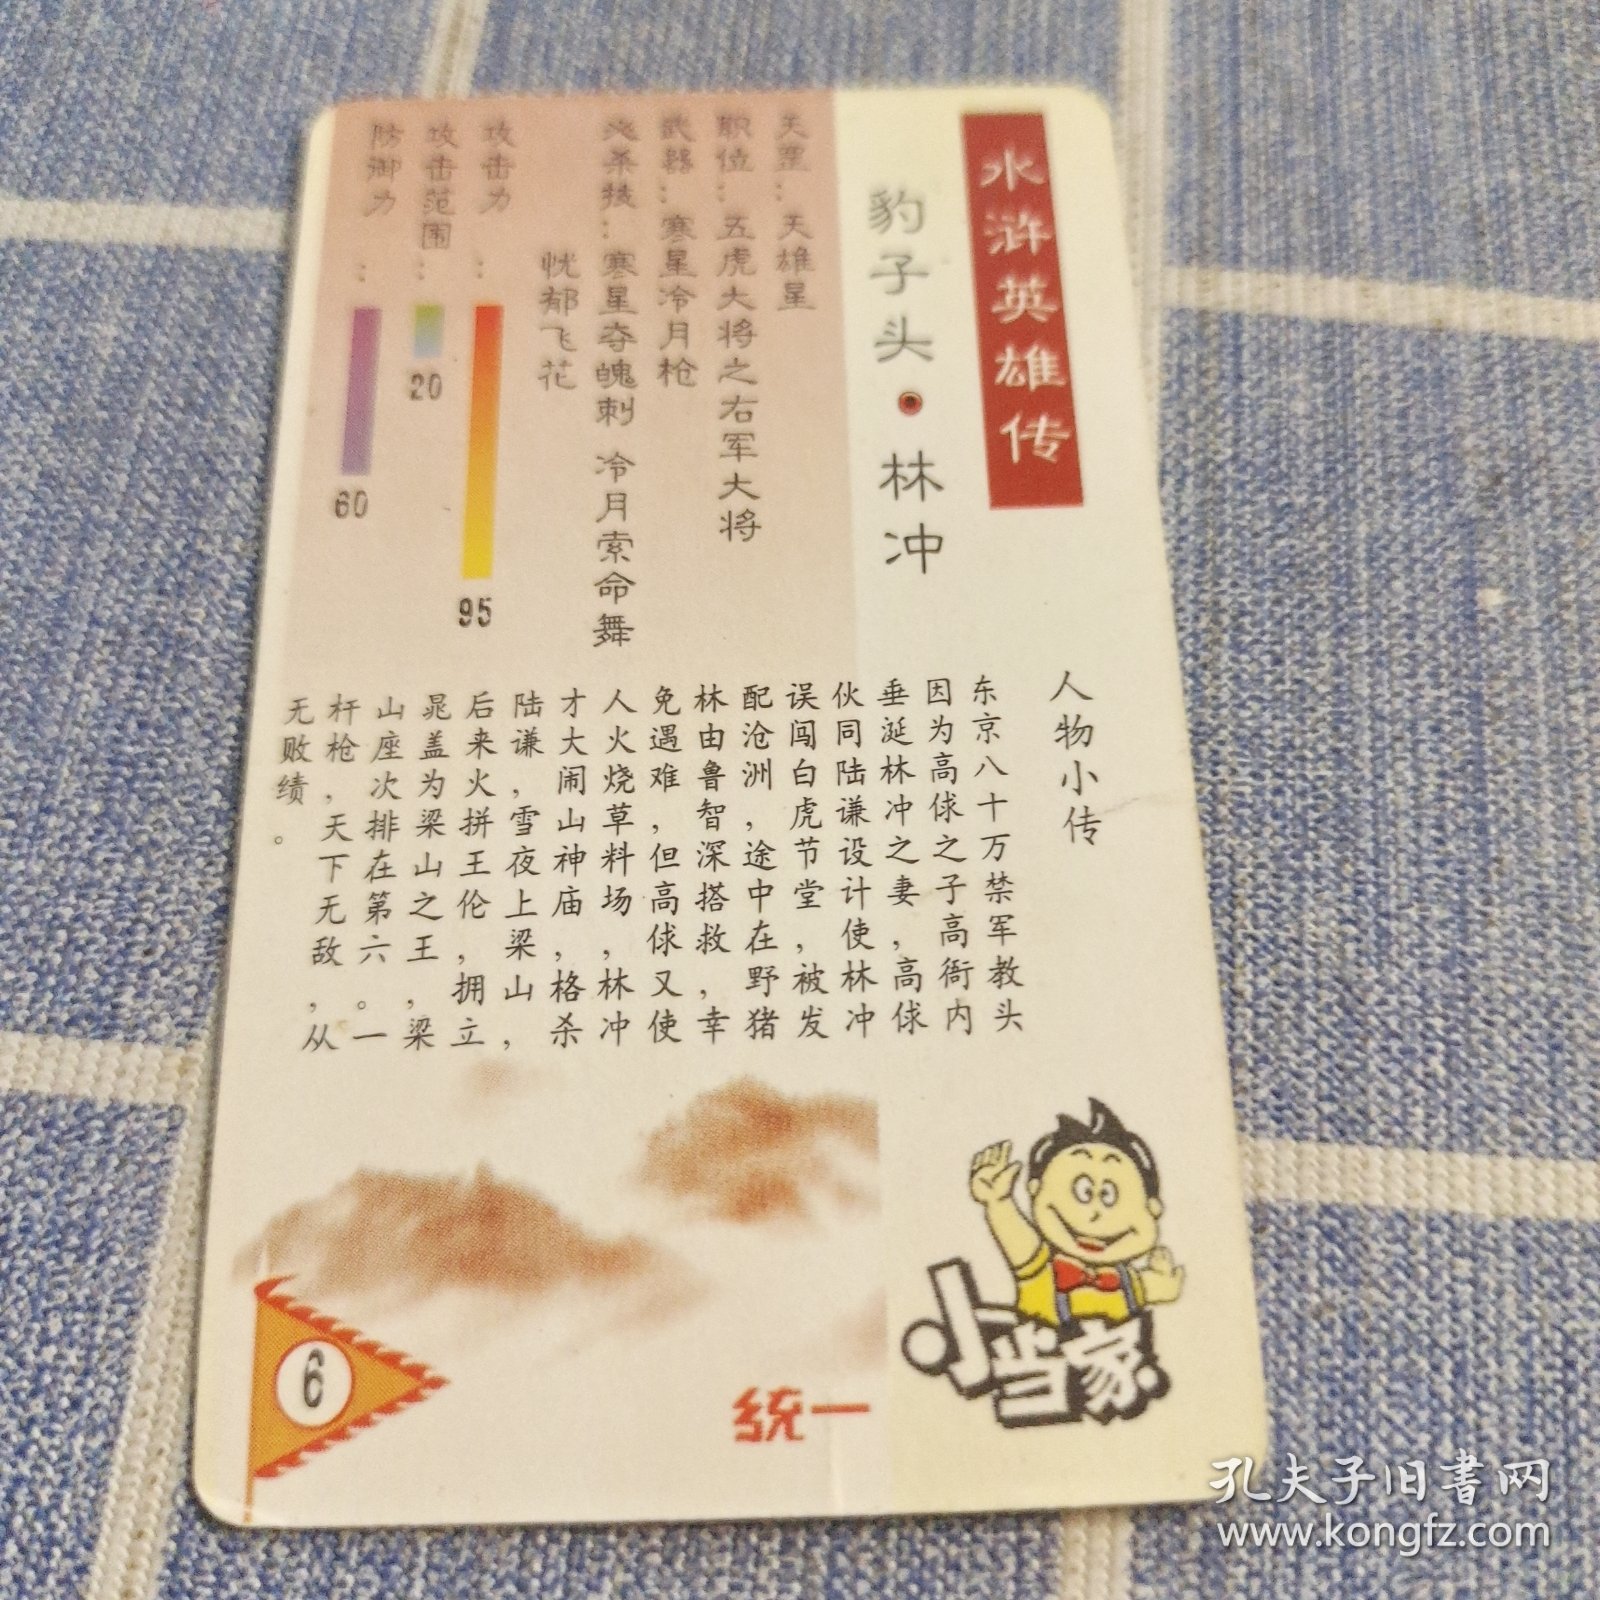 水浒英雄传
豹子头·林冲
天罡：天雄星
职位：五虎大将之右军大将
武器：寒星冷月枪
必杀技：寒星夺魄刺 冷月索命舞
恍郁飞花
攻击力：95
攻击范围：20
防御力：60
人物小传
东京八十万禁军教头
因为高俅之子高衙内
垂涎林冲之妻，高俅
伙同陆谦设计使林冲
误闯白虎节堂，被发
配沧洲，途中在野猪
林由鲁智深搭救，幸
免遇难，但高俅又使
人火烧草料场，林冲
才大闹山神庙，格杀
陆谦，雪夜上梁山，
后来火拼王伦，拥立
晁盖为梁山之王，梁
山座次排在第六。一
杆枪，天下无敌，从
无败绩。
小当家
统一
6
孔夫子旧书网
www.kongfz.com